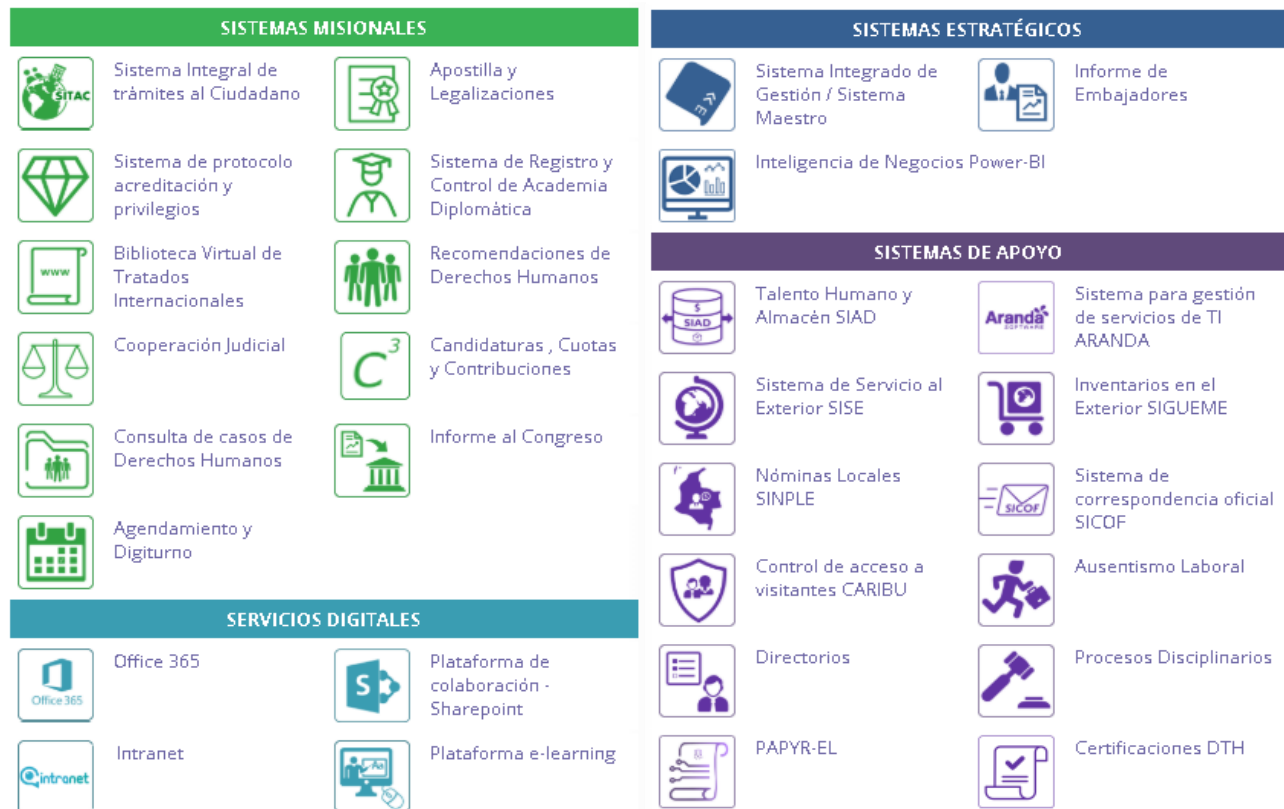 SISTEMAS MISIONALES
SITAC
Sistema Integral de
trámites al Ciudadano
Apostilla y
Legalizaciones
Sistema de protocolo
acreditación y
privilegios
Sistema de Registro y
Control de Academia
Diplomática
www
Biblioteca Virtual de
Tratados
Internacionales
Recomendaciones de
Derechos Humanos
Cooperación Judicial
C3
Candidaturas , Cuotas
y Contribuciones
Consulta de casos de
Derechos Humanos
Informe al Congreso
Agendamiento y
Digiturno
SERVICIOS DIGITALES
Office 365
Office 365
S
Plataforma de
colaboración -
Sharepoint
intranet
Intranet
Plataforma e-learning
SISTEMAS ESTRATÉGICOS
Sistema Integrado de
Gestión / Sistema
Maestro
Informe de
Embajadores
Inteligencia de Negocios Power-BI
SISTEMAS DE APOYO
SIAD
Talento Humano y
Almacén SIAD
Aranda
SOFTWARE
Sistema para gestión
de servicios de TI
ARANDA
Sistema de Servicio al
Exterior SISE
Inventarios en el
Exterior SIGUEME
Nóminas Locales
SINPLE
SICOF
Sistema de
correspondencia oficial
SICOF
Control de acceso a
visitantes CARIBU
Ausentismo Laboral
Directorios
Procesos Disciplinarios
PAPYR-EL
Certificaciones DTH